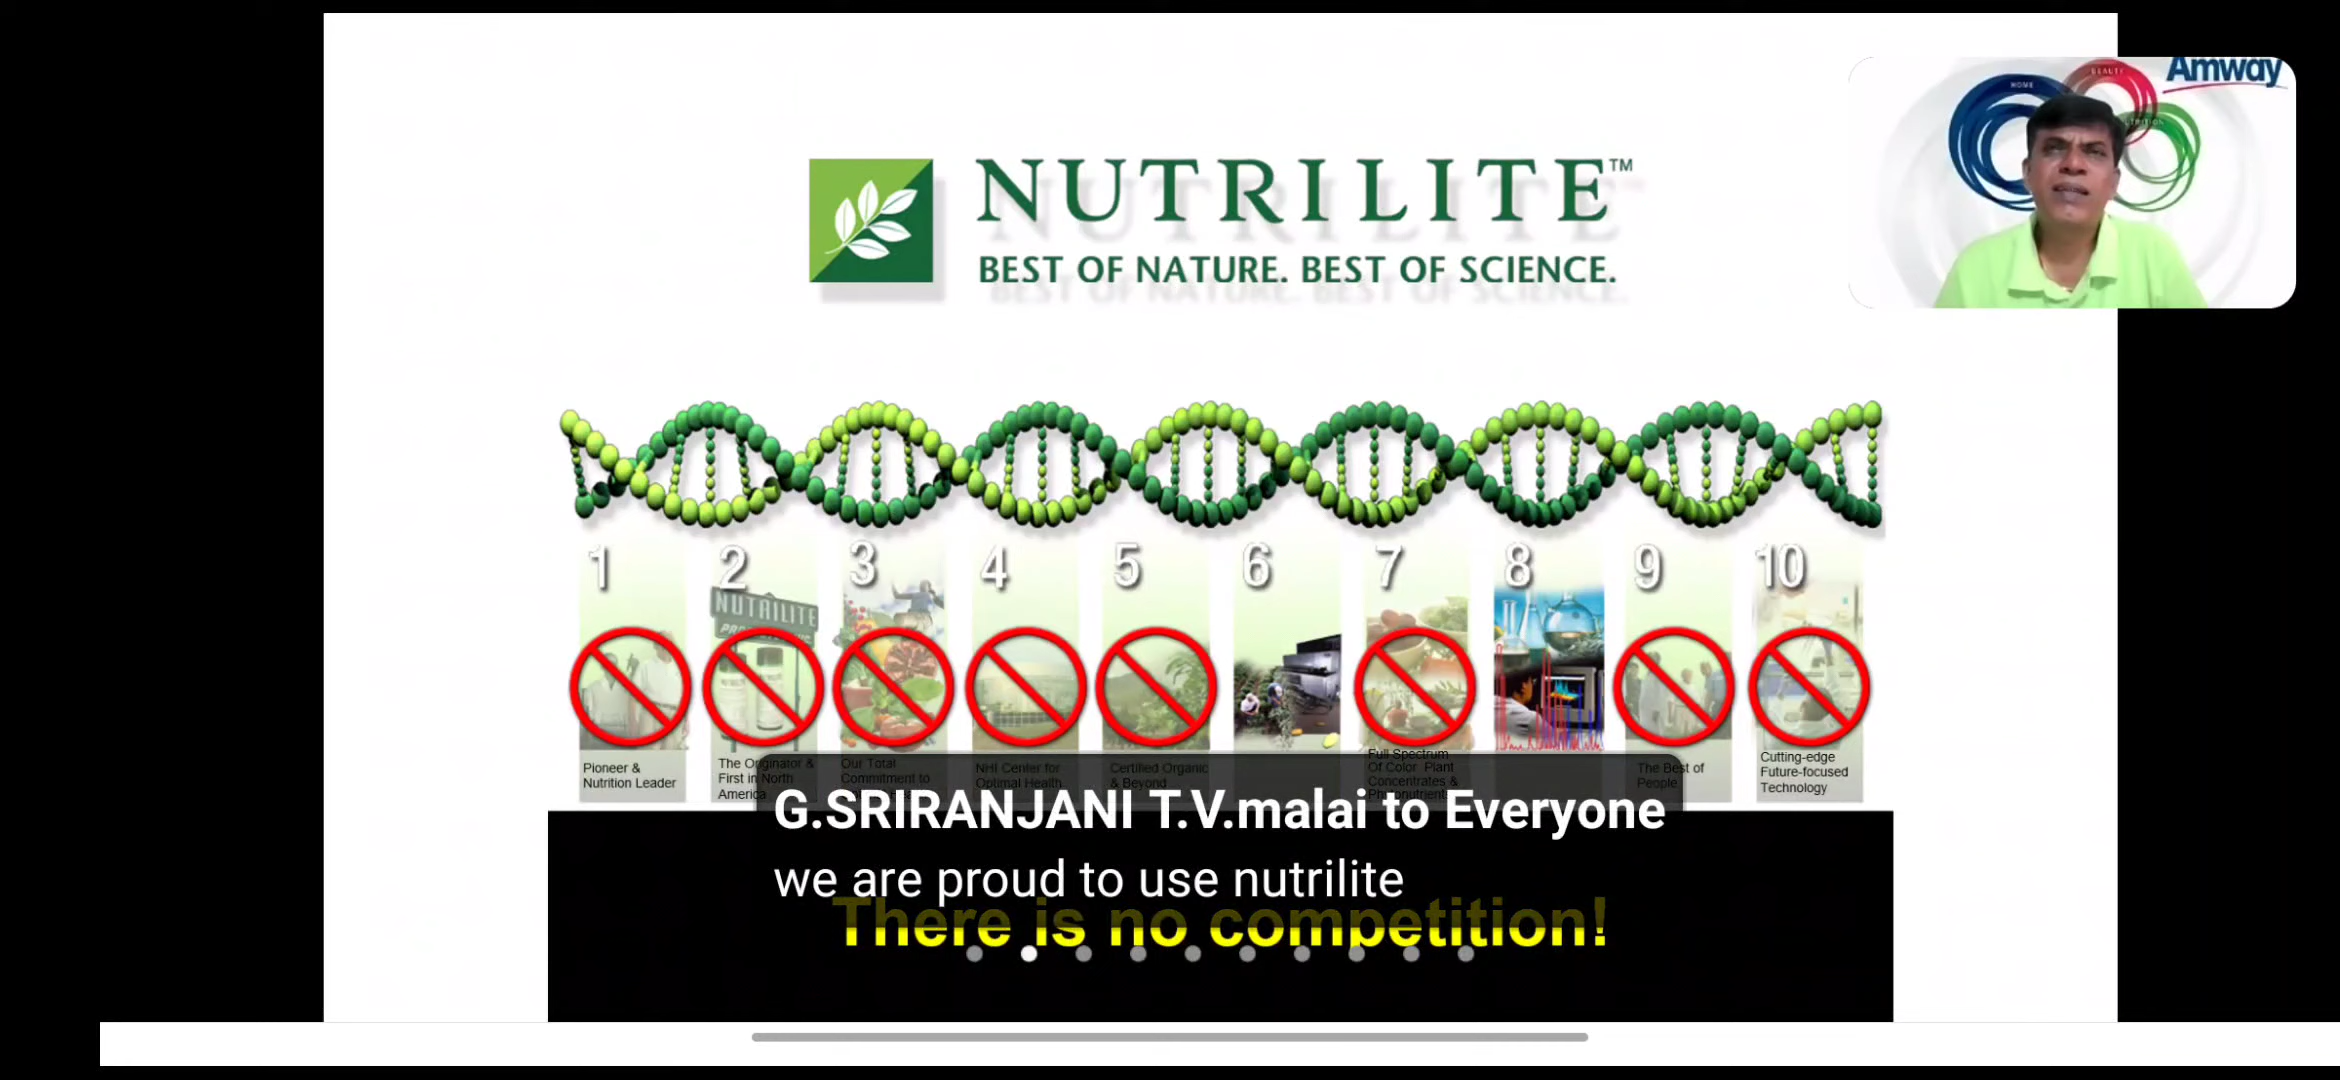 Amway
HOME
BEAUTY
NUTRILITE™
BEST OF NATURE. BEST OF SCIENCE.
1 2 3 4 5 6 7 8 9 10
NUTRILITE
Pioneer &
Nutrition Leader
The Originator &
First in North
America
Our Total
Commitment to
NHI Center for
Optimal Health
Certified Organic
& Beyond
Full Spectrum
Of Color Plant
Concentrates &
Phytonutrients
The Best of
People
Cutting-edge
Future-focused
Technology
G.SRIRANJANI T.V.malai to Everyone
we are proud to use nutrilite
There is no competition!